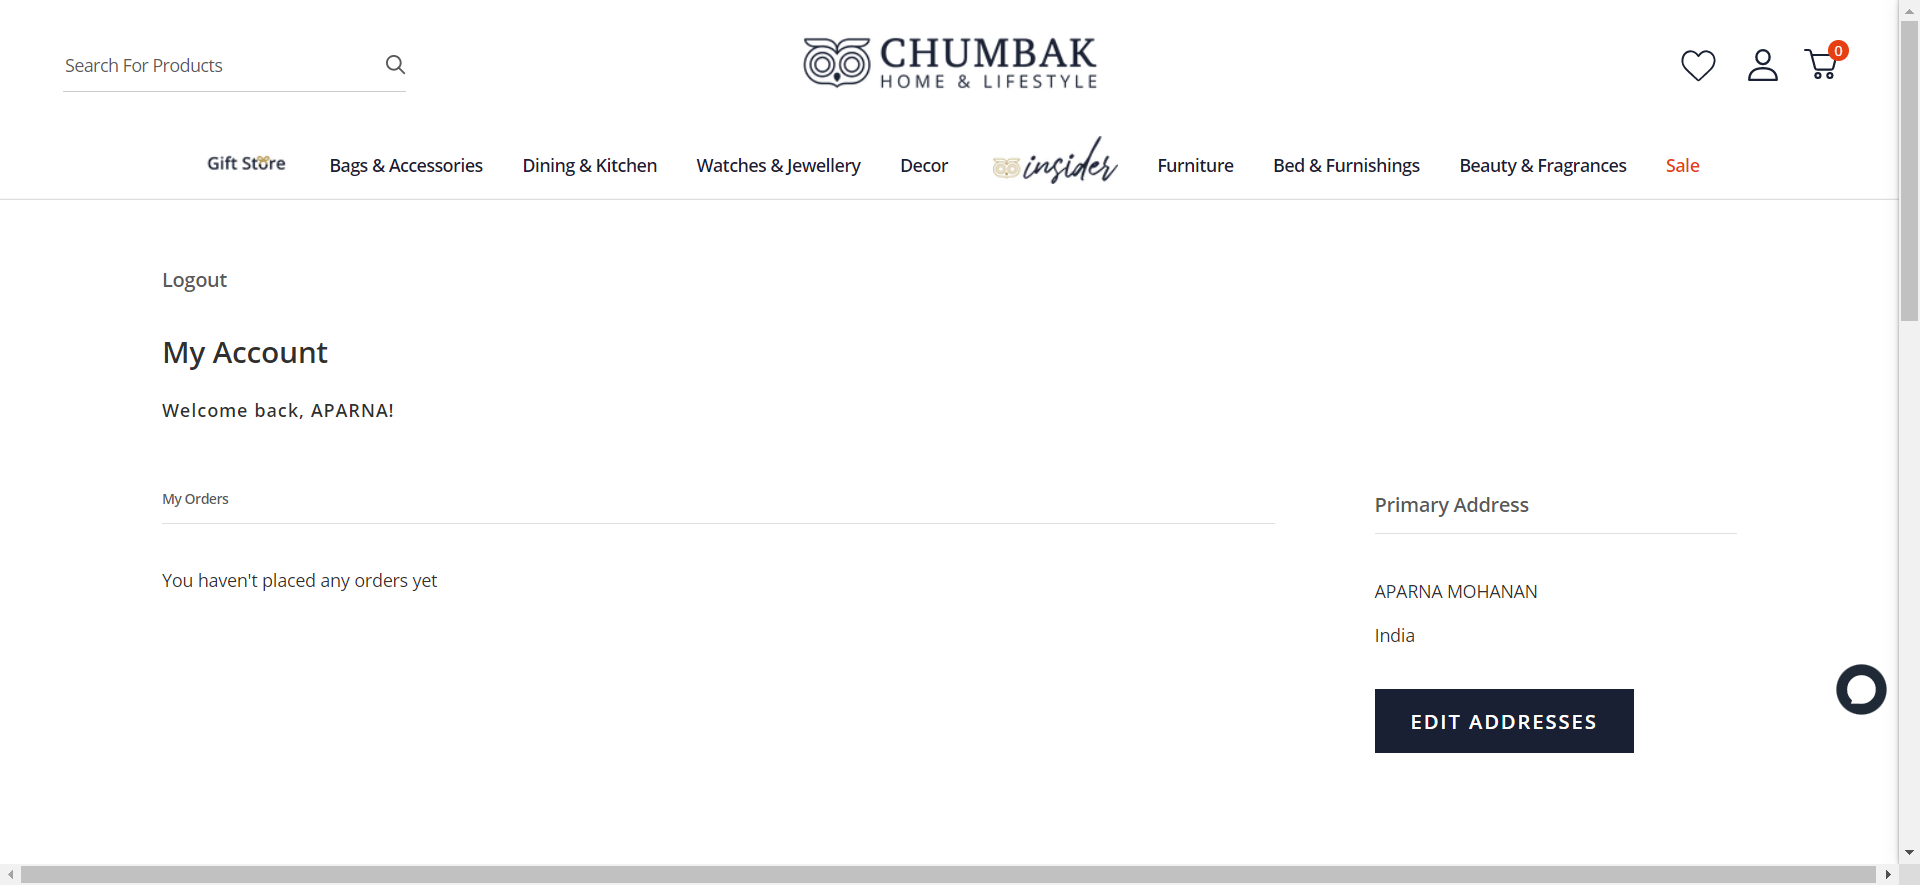 Search For Products
CHUMBAK
HOME & LIFESTYLE
0
Gift Store
Bags & Accessories
Dining & Kitchen
Watches & Jewellery
Decor
insider
Furniture
Bed & Furnishings
Beauty & Fragrances
Sale
Logout
My Account
Welcome back, APARNA!
My Orders
You haven't placed any orders yet
Primary Address
APARNA MOHANAN
India
EDIT ADDRESSES